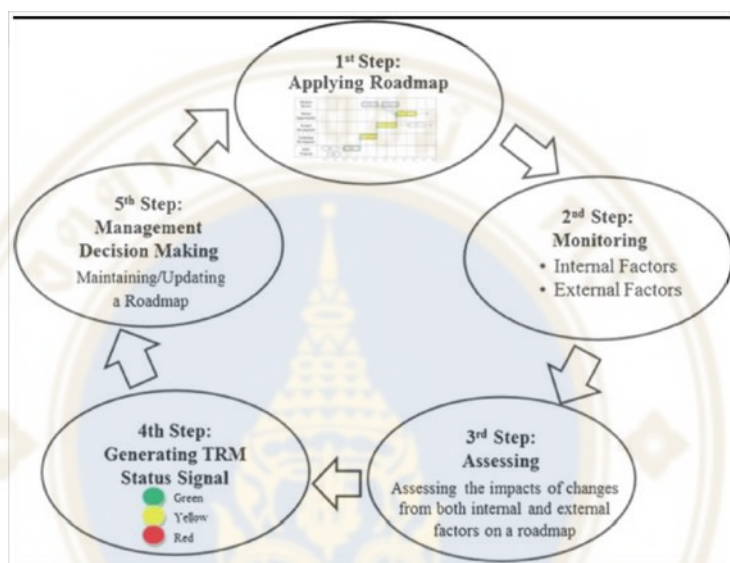 1st Step:
Applying Roadmap
2nd Step:
Monitoring
• Internal Factors
• External Factors
3rd Step:
Assessing
Assessing the impacts of changes
from both internal and external
factors on a roadmap
4th Step:
Generating TRM
Status Signal
Green
Yellow
Red
5th Step:
Management
Decision Making
Maintaining/Updating
a Roadmap